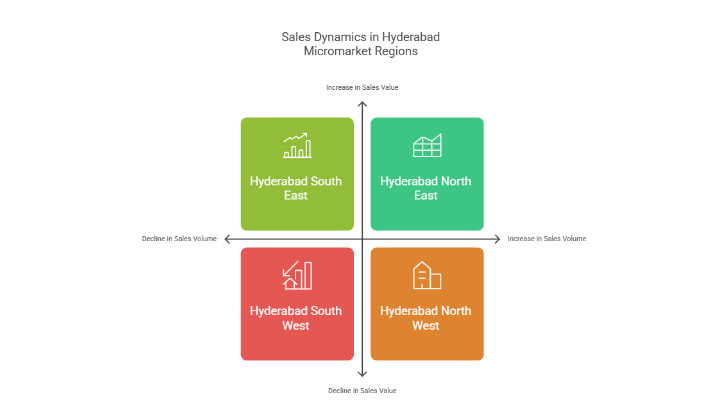 Sales Dynamics in Hyderabad
Micromarket Regions
Increase in Sales Value
Hyderabad South
East
Hyderabad North
East
Decline in Sales Volume
Increase in Sales Volume
Hyderabad South
West
Hyderabad North
West
Decline in Sales Value